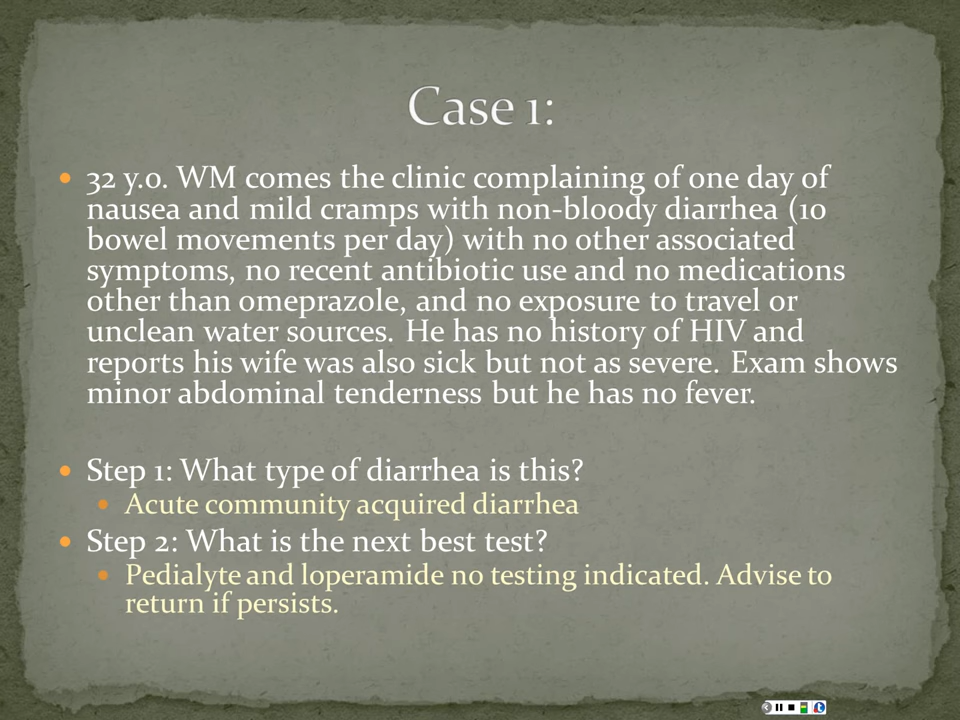 Case 1:
32 y.o. WM comes the clinic complaining of one day of
nausea and mild cramps with non-bloody diarrhea (10
bowel movements per day) with no other associated
symptoms, no recent antibiotic use and no medications
other than omeprazole, and no exposure to travel or
unclean water sources. He has no history of HIV and
reports his wife was also sick but not as severe. Exam shows
minor abdominal tenderness but he has no fever.
Step 1: What type of diarrhea is this?
Acute community acquired diarrhea
Step 2: What is the next best test?
Pedialyte and loperamide no testing indicated. Advise to
return if persists.